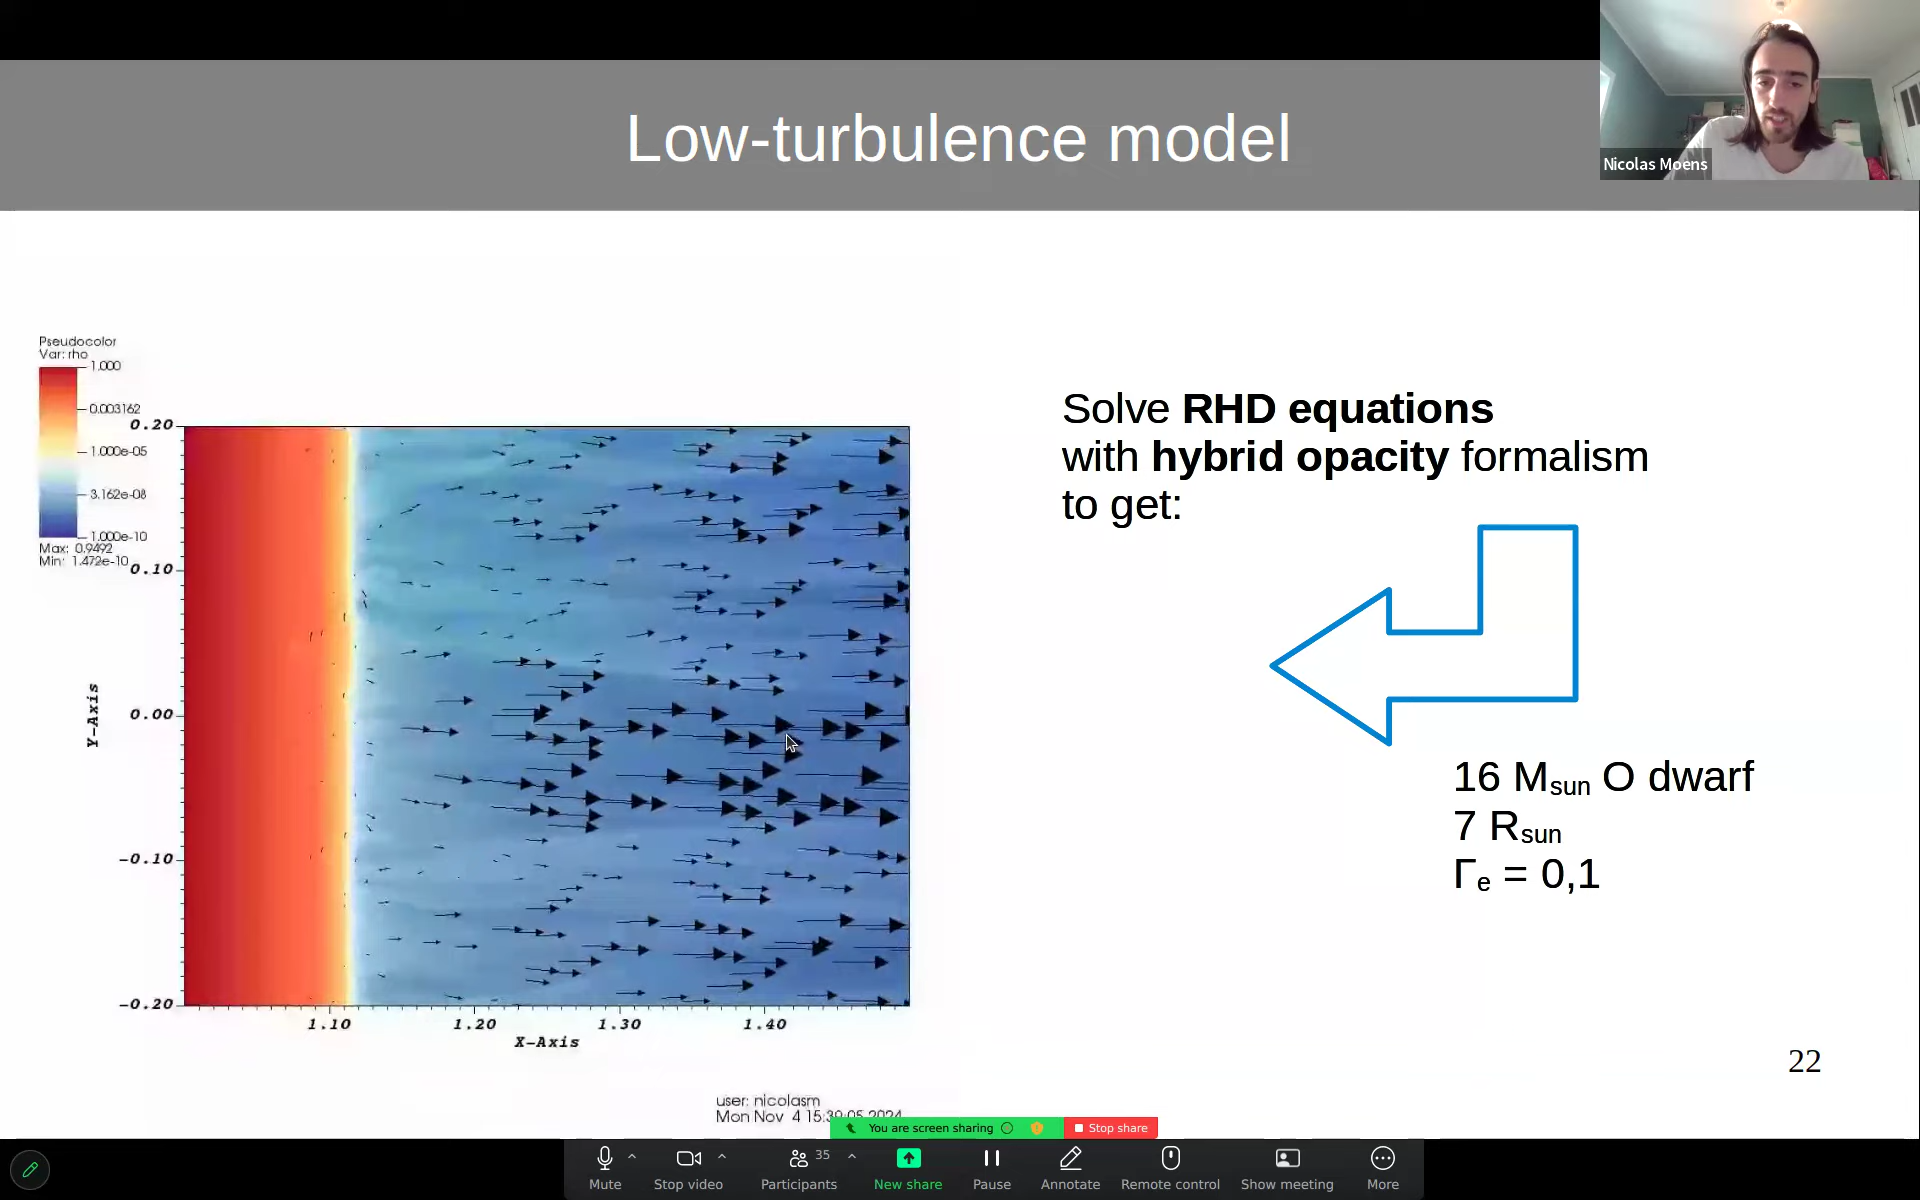 Low-turbulence model
Nicolas Moens
Pseudocolor
Var: rho
1.000
0.003162
1.000e-05
3.162e-08
1.000e-10
Max: 0.9492
Min: 1.472e-10
0.20
0.10
0.00
-0.10
-0.20
Y-Axis
1.10 1.20 1.30 1.40
X-Axis
user: nicolasm
Mon Nov 4 15:39:05 2024
Solve RHD equations
with hybrid opacity formalism
to get:
16 Msun O dwarf
7 Rsun
Γe = 0,1
22
You are screen sharing Stop share
35
Mute Stop video Participants New share Pause Annotate Remote control Show meeting More